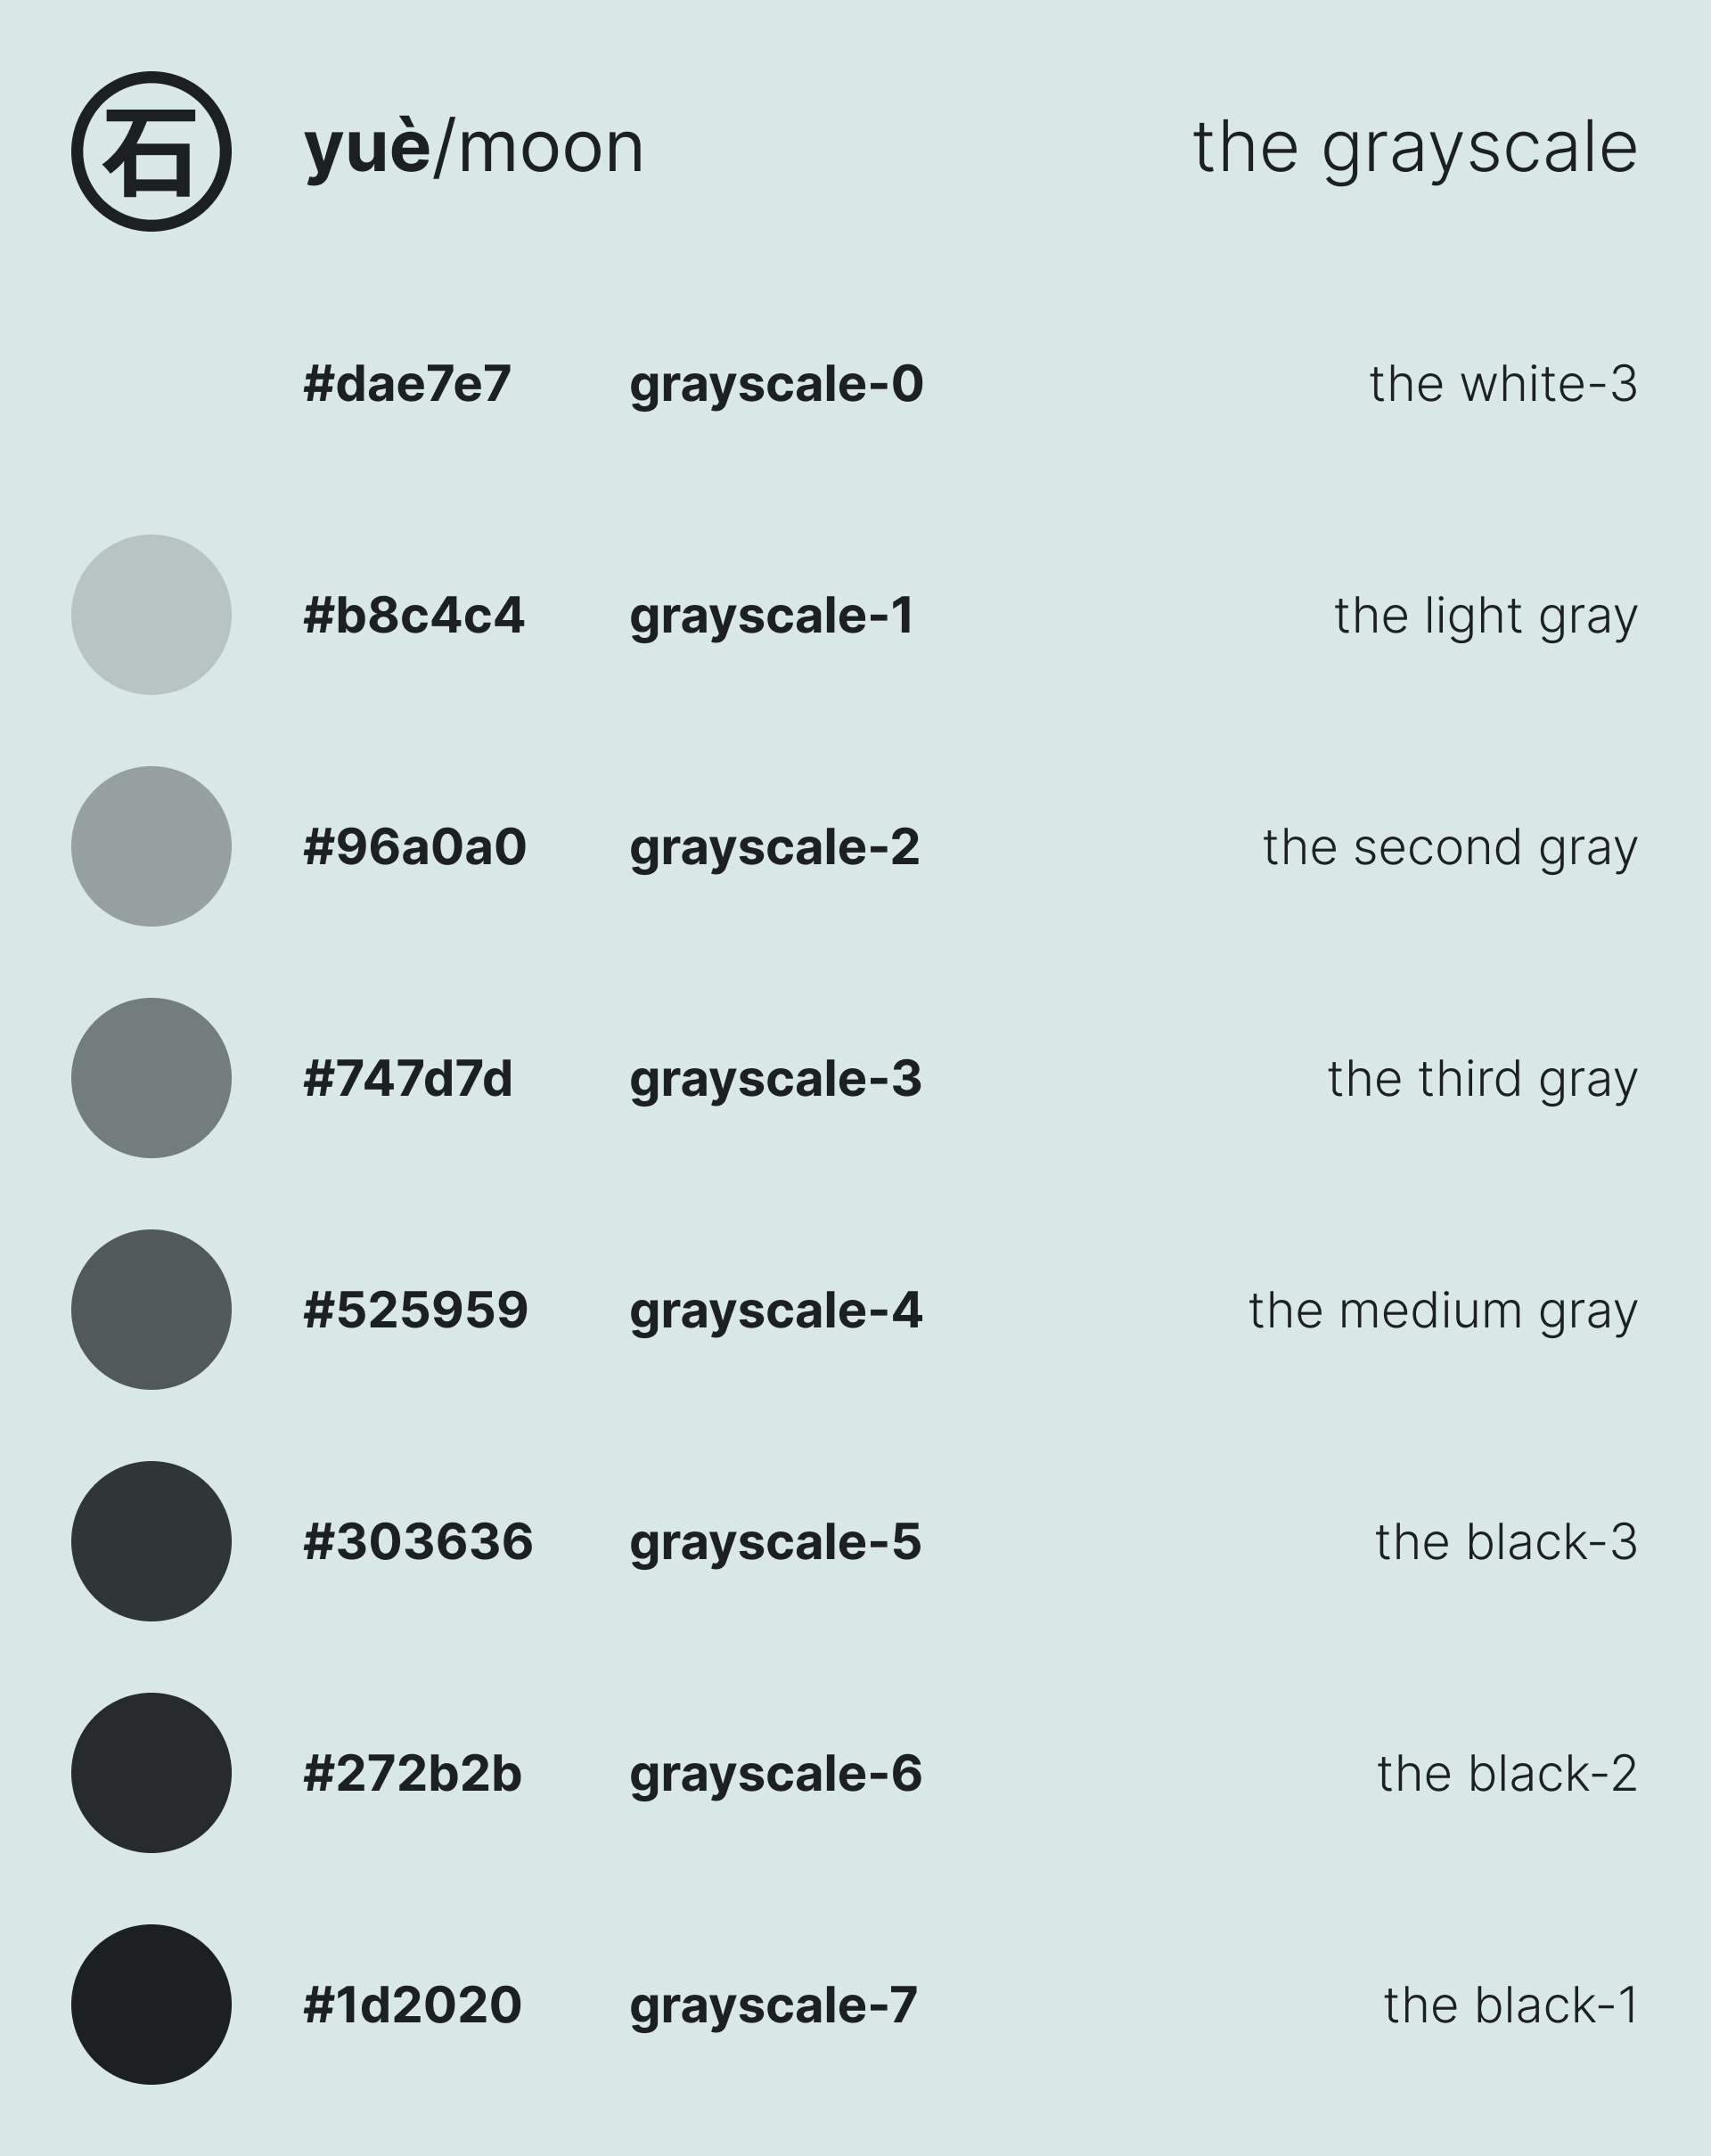 石 yuè/moon the grayscale
#dae7e7 grayscale-0 the white-3
#b8c4c4 grayscale-1 the light gray
#96a0a0 grayscale-2 the second gray
#747d7d grayscale-3 the third gray
#525959 grayscale-4 the medium gray
#303636 grayscale-5 the black-3
#272b2b grayscale-6 the black-2
#1d2020 grayscale-7 the black-1